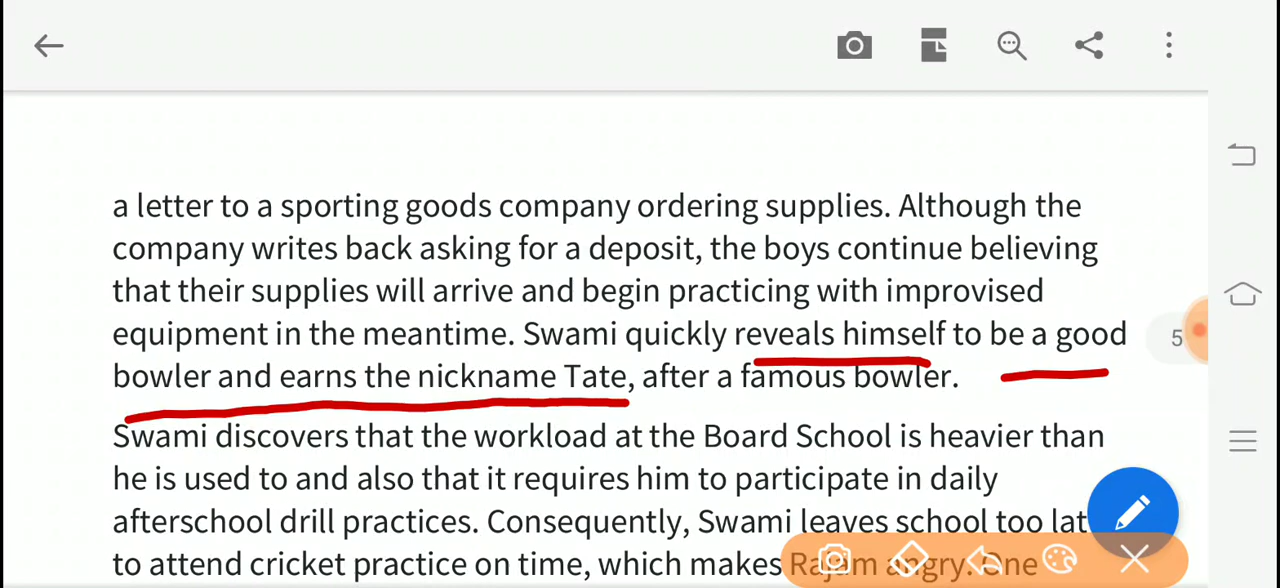 a letter to a sporting goods company ordering supplies. Although the
company writes back asking for a deposit, the boys continue believing
that their supplies will arrive and begin practicing with improvised
equipment in the meantime. Swami quickly reveals himself to be a good
5
bowler and earns the nickname Tate, after a famous bowler.
Swami discovers that the workload at the Board School is heavier than
he is used to and also that it requires him to participate in daily
afterschool drill practices. Consequently, Swami leaves school too lat
to attend cricket practice on time, which makes Rajam angry. One